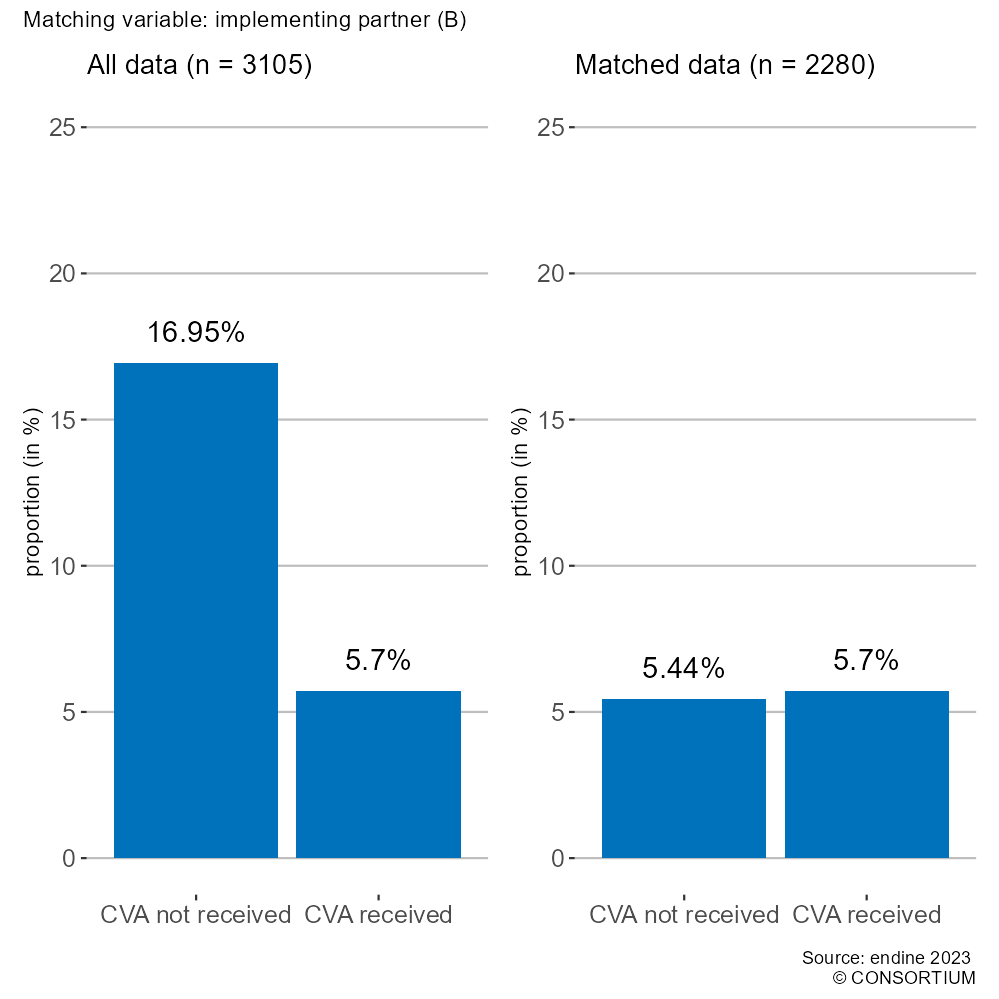 Matching variable: implementing partner (B)
All data (n = 3105)
25
20
15
10
5
0
proportion (in %)
16.95%
5.7%
CVA not received
CVA received
Matched data (n = 2280)
25
20
15
10
5
0
proportion (in %)
5.44%
5.7%
CVA not received
CVA received
Source: endine 2023
© CONSORTIUM